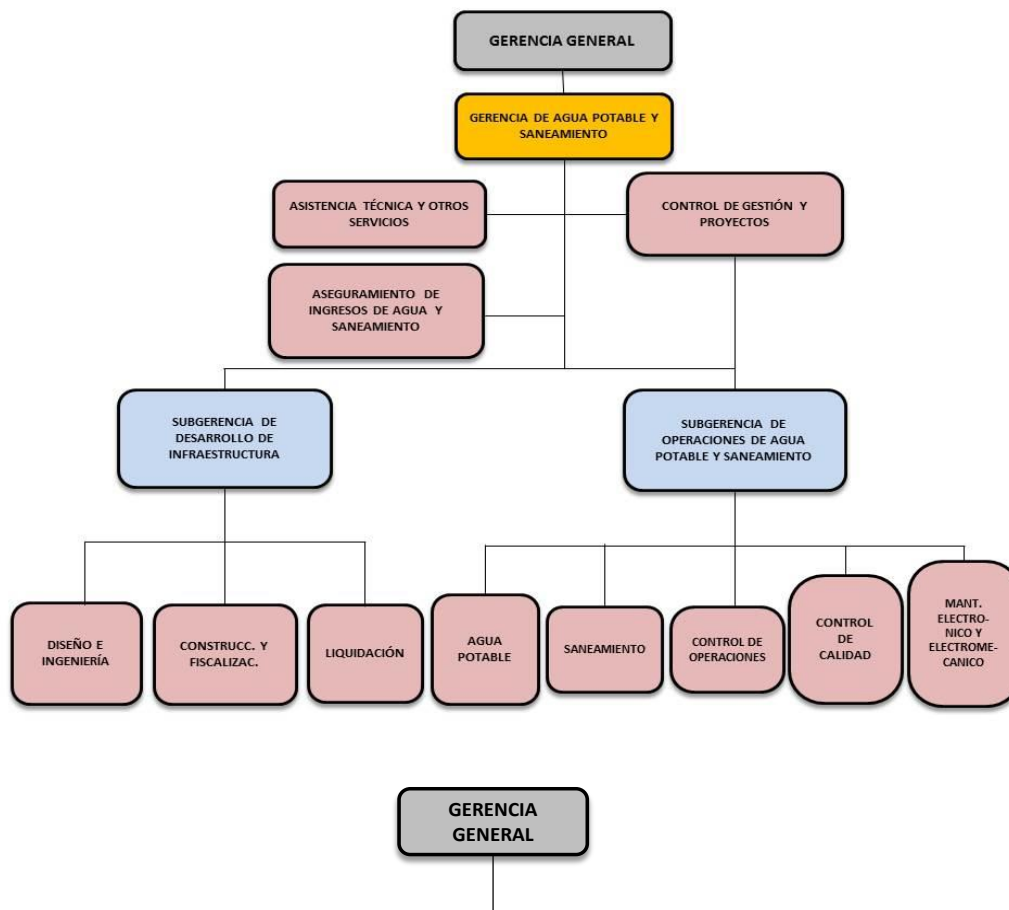 GERENCIA GENERAL
GERENCIA DE AGUA POTABLE Y
SANEAMIENTO
ASISTENCIA TÉCNICA Y OTROS
SERVICIOS
CONTROL DE GESTIÓN Y
PROYECTOS
ASEGURAMIENTO DE
INGRESOS DE AGUA Y
SANEAMIENTO
SUBGERENCIA DE
DESARROLLO DE
INFRAESTRUCTURA
SUBGERENCIA DE
OPERACIONES DE AGUA
POTABLE Y SANEAMIENTO
DISEÑO E
INGENIERÍA
CONSTRUCC. Y
FISCALIZAC.
LIQUIDACIÓN
AGUA
POTABLE
SANEAMIENTO
CONTROL DE
OPERACIONES
CONTROL
DE
CALIDAD
MANT.
ELECTRO-
NICO Y
ELECTROME-
CANICO
GERENCIA
GENERAL